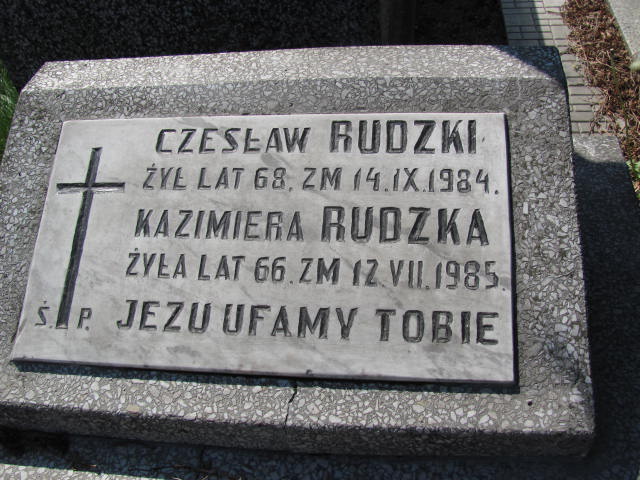 CZESŁAW RUDZKI
ŻYŁ LAT 68, ZM 14.IX.1984.
KAZIMIERA RUDZKA
ŻYŁA LAT 66. ZM 12.VII.1985.
Ś.P. JEZU UFAMY TOBIE